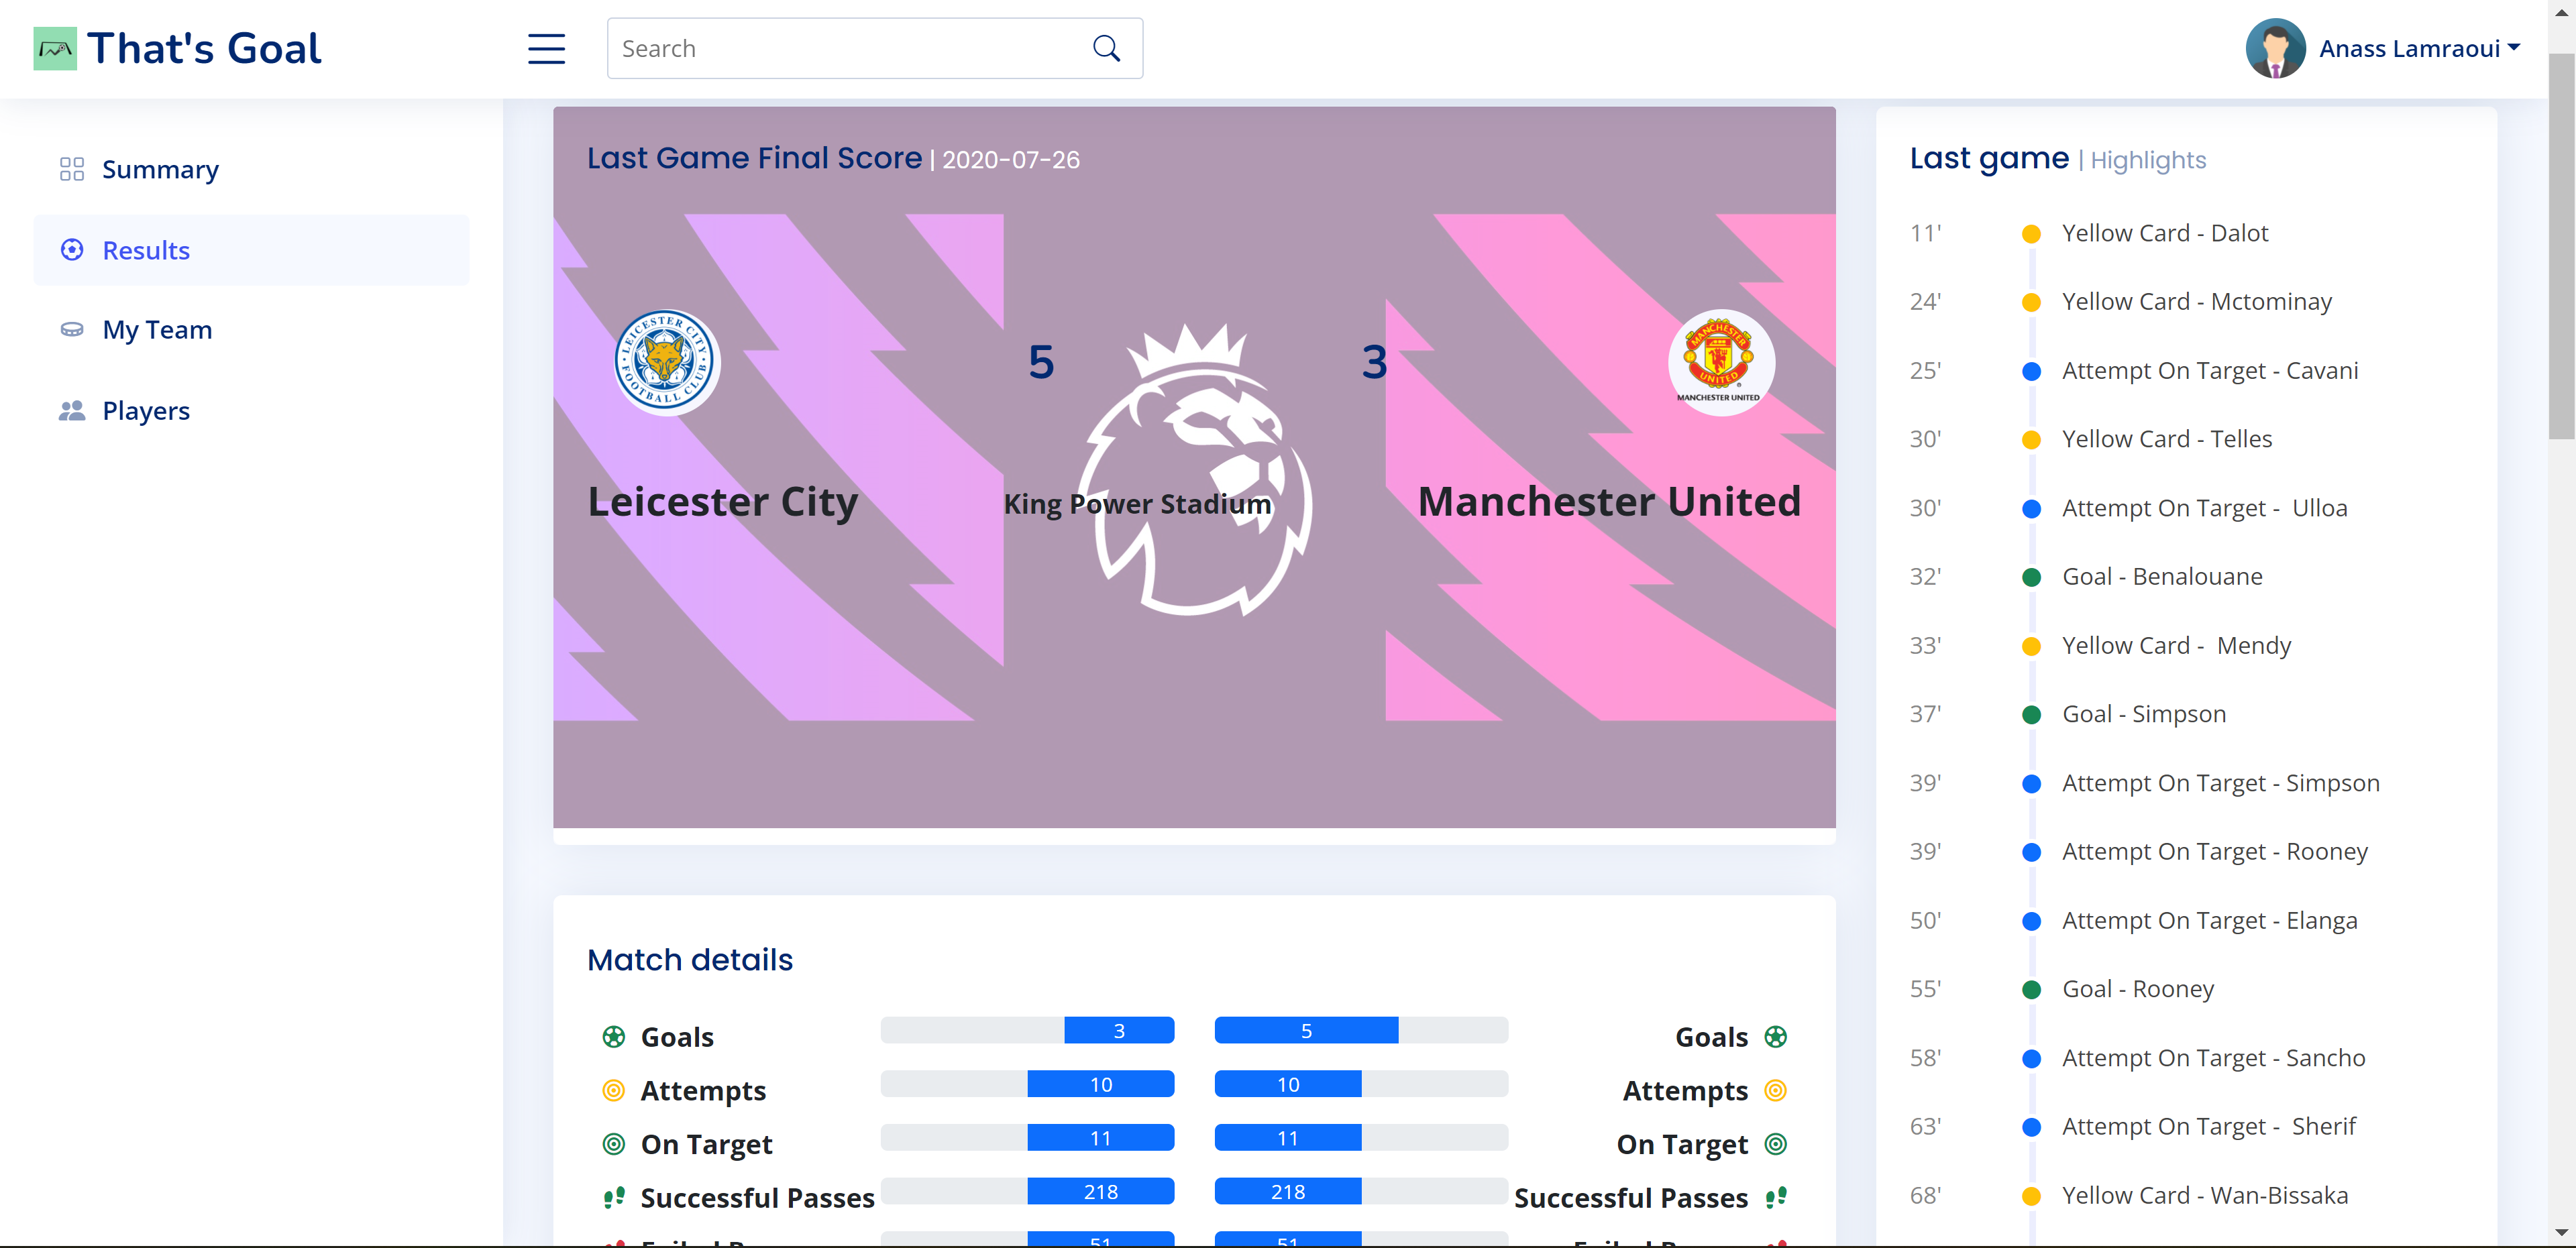 That's Goal
Search
Anass Lamraoui
Summary
Results
My Team
Players
Last Game Final Score | 2020-07-26
LEICESTER CITY
FOOTBALL CLUB
5
3
MANCHESTER
UNITED
MANCHESTER UNITED
Leicester City
King Power Stadium
Manchester United
Match details
Goals 3 5 Goals
Attempts 10 10 Attempts
On Target 11 11 On Target
Successful Passes 218 218 Successful Passes
51 51
Last game | Highlights
11' Yellow Card - Dalot
24' Yellow Card - Mctominay
25' Attempt On Target - Cavani
30' Yellow Card - Telles
30' Attempt On Target - Ulloa
32' Goal - Benalouane
33' Yellow Card - Mendy
37' Goal - Simpson
39' Attempt On Target - Simpson
39' Attempt On Target - Rooney
50' Attempt On Target - Elanga
55' Goal - Rooney
58' Attempt On Target - Sancho
63' Attempt On Target - Sherif
68' Yellow Card - Wan-Bissaka